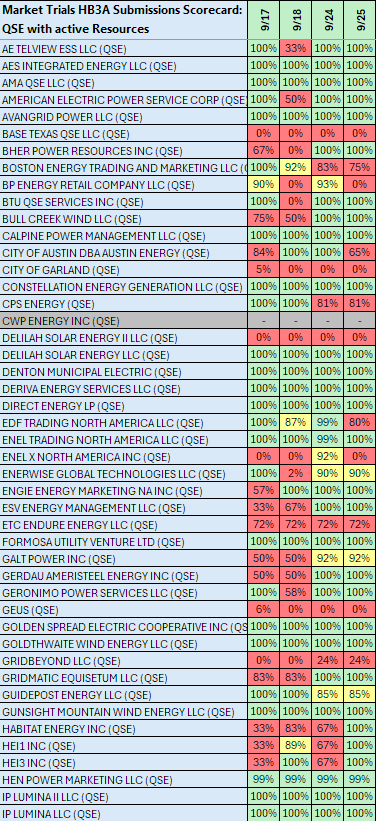 Market Trials HB3A Submissions Scorecard: QSE with active Resources 9/17 9/18 9/24 9/25
AE TELVIEW ESS LLC (QSE) 100% 33% 100% 100%
AES INTEGRATED ENERGY LLC (QSE) 100% 100% 100% 100%
AMA QSE LLC (QSE) 100% 100% 100% 100%
AMERICAN ELECTRIC POWER SERVICE CORP (QSE) 100% 50% 100% 100%
AVANGRID POWER LLC (QSE) 100% 100% 100% 100%
BASE TEXAS QSE LLC (QSE) 0% 0% 0% 0%
BHER POWER RESOURCES INC (QSE) 67% 0% 100% 100%
BOSTON ENERGY TRADING AND MARKETING LLC ( 100% 92% 83% 75%
BP ENERGY RETAIL COMPANY LLC (QSE) 90% 0% 93% 0%
BTU QSE SERVICES INC (QSE) 100% 0% 100% 100%
BULL CREEK WIND LLC (QSE) 75% 50% 100% 100%
CALPINE POWER MANAGEMENT LLC (QSE) 100% 100% 100% 100%
CITY OF AUSTIN DBA AUSTIN ENERGY (QSE) 84% 100% 100% 65%
CITY OF GARLAND (QSE) 5% 0% 0% 0%
CONSTELLATION ENERGY GENERATION LLC (QSE) 100% 100% 100% 100%
CPS ENERGY (QSE) 100% 100% 81% 81%
CWP ENERGY INC (QSE) - - - -
DELILAH SOLAR ENERGY II LLC (QSE) 0% 0% 0% 0%
DELILAH SOLAR ENERGY LLC (QSE) 100% 100% 100% 100%
DENTON MUNICIPAL ELECTRIC (QSE) 100% 100% 100% 100%
DERIVA ENERGY SERVICES LLC (QSE) 100% 100% 100% 100%
DIRECT ENERGY LP (QSE) 100% 100% 100% 100%
EDF TRADING NORTH AMERICA LLC (QSE) 100% 87% 99% 80%
ENEL TRADING NORTH AMERICA LLC (QSE) 100% 100% 99% 100%
ENEL X NORTH AMERICA INC (QSE) 0% 0% 92% 0%
ENERWISE GLOBAL TECHNOLOGIES LLC (QSE) 100% 2% 90% 90%
ENGIE ENERGY MARKETING NA INC (QSE) 57% 100% 100% 100%
ESV ENERGY MANAGEMENT LLC (QSE) 33% 67% 100% 100%
ETC ENDURE ENERGY LLC (QSE) 72% 72% 72% 72%
FORMOSA UTILITY VENTURE LTD (QSE) 100% 100% 100% 100%
GALT POWER INC (QSE) 50% 50% 92% 92%
GERDAU AMERISTEEL ENERGY INC (QSE) 50% 50% 100% 100%
GERONIMO POWER SERVICES LLC (QSE) 100% 58% 100% 100%
GEUS (QSE) 6% 0% 0% 0%
GOLDEN SPREAD ELECTRIC COOPERATIVE INC (QS 100% 100% 100% 100%
GOLDTHWAITE WIND ENERGY LLC (QSE) 100% 100% 100% 100%
GRIDBEYOND LLC (QSE) 0% 0% 24% 24%
GRIDMATIC EQUISETUM LLC (QSE) 83% 83% 100% 100%
GUIDEPOST ENERGY LLC (QSE) 100% 100% 85% 85%
GUNSIGHT MOUNTAIN WIND ENERGY LLC (QSE) 100% 100% 100% 100%
HABITAT ENERGY INC (QSE) 33% 83% 67% 100%
HEI1 INC (QSE) 33% 89% 67% 100%
HEI3 INC (QSE) 33% 100% 67% 100%
HEN POWER MARKETING LLC (QSE) 99% 99% 99% 99%
IP LUMINA II LLC (QSE) 100% 100% 100% 100%
IP LUMINA LLC (QSE) 100% 100% 100% 100%